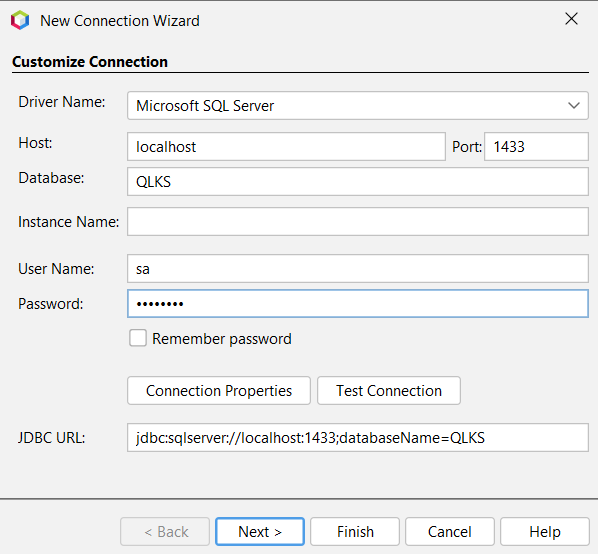 New Connection Wizard
Customize Connection
Driver Name: Microsoft SQL Server
Host: localhost Port: 1433
Database: QLKS
Instance Name:
User Name: sa
Password: ••••••••
Remember password
Connection Properties Test Connection
JDBC URL: jdbc:sqlserver://localhost:1433;databaseName=QLKS
< Back Next > Finish Cancel Help